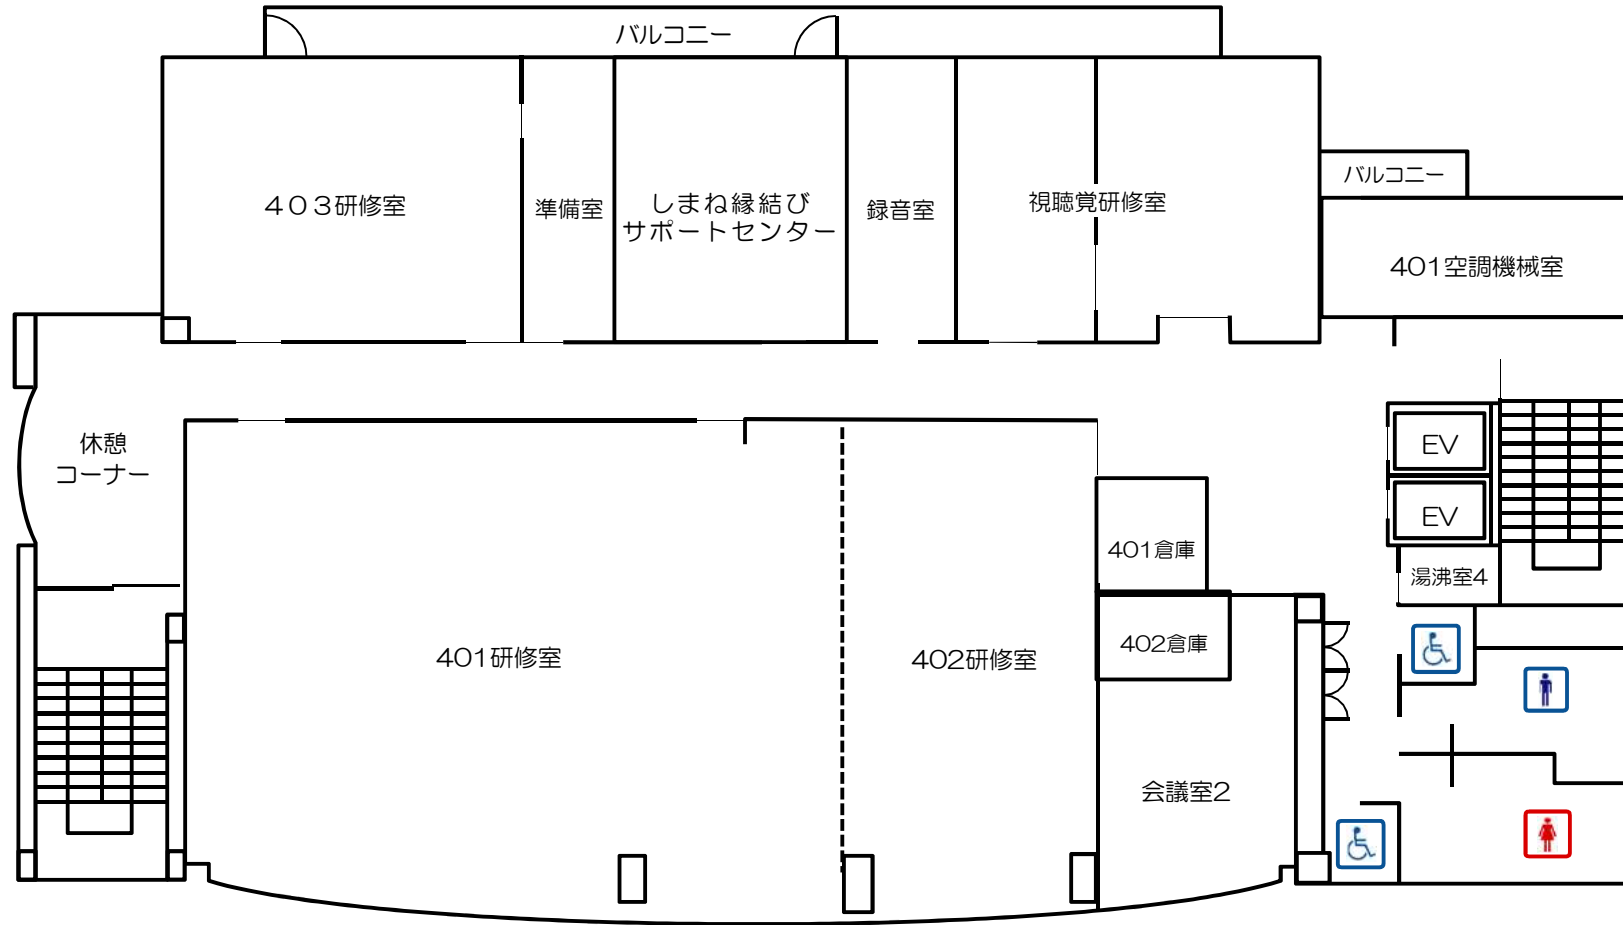 バルコニー
バルコニー
403研修室
準備室
しまね縁結び
サポートセンター
録音室
視聴覚研修室
401空調機械室
休憩
コーナー
EV
EV
401倉庫
湯沸室4
402倉庫
401研修室
402研修室
会議室2